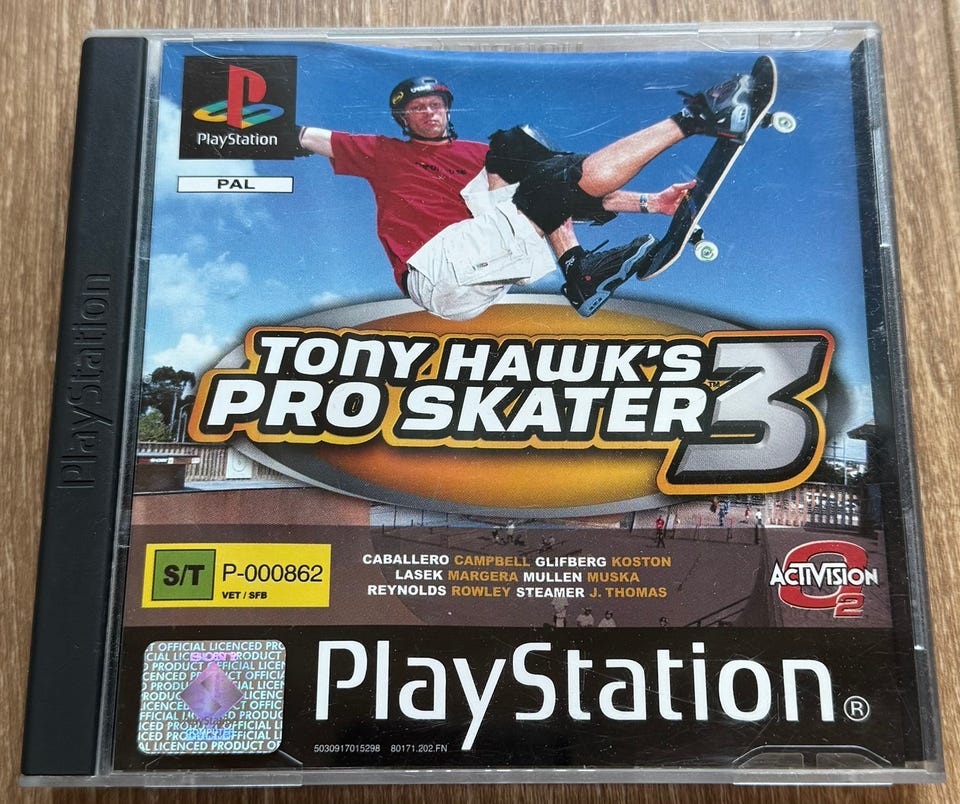 PlayStation
PlayStation
PAL
TONY HAWK'S
PRO SKATER 3
™
CABALLERO CAMPBELL GLIFBERG KOSTON
LASEK MARGERA MULLEN MUSKA
REYNOLDS ROWLEY STEAMER J. THOMAS
S/T P-000862
VET / SFB
ACTIVISION
O2
PlayStation®
5030917015298 80171.202.FN
OFFICIAL LICENCED
PRODUCT